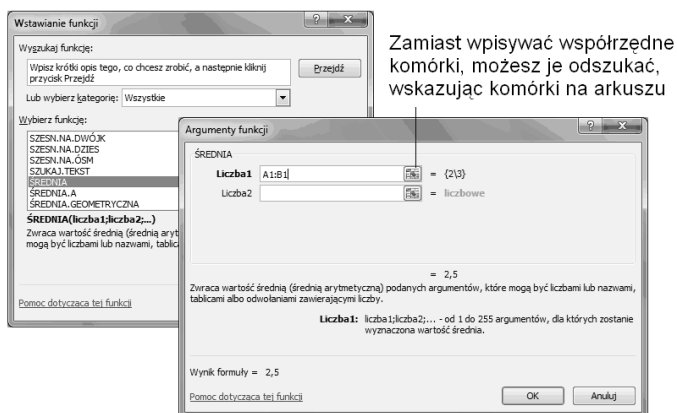 Wstawianie funkcji
Wyszukaj funkcję:
Wpisz krótki opis tego, co chcesz zrobić, a następnie kliknij
przycisk Przejdź
Przejdź
Lub wybierz kategorię: Wszystkie
Wybierz funkcję:
SZESN.NA.DWÓJK
SZESN.NA.DZIES
SZESN.NA.ÓSM
SZUKAJ.TEKST
ŚREDNIA
ŚREDNIA.A
ŚREDNIA.GEOMETRYCZNA
ŚREDNIA(liczba1;liczba2;...)
Zwraca wartość średnią (średnią aryt
mogą być liczbami lub nazwami, tablic
Pomoc dotycząca tej funkcji
Zamiast wpisywać współrzędne
komórki, możesz je odszukać,
wskazując komórki na arkuszu
Argumenty funkcji
ŚREDNIA
Liczba1 A1:B1 = {2\3}
Liczba2 = liczbowe
= 2,5
Zwraca wartość średnią (średnią arytmetyczną) podanych argumentów, które mogą być liczbami lub nazwami,
tablicami albo odwołaniami zawierającymi liczby.
Liczba1: liczba1;liczba2;... - od 1 do 255 argumentów, dla których zostanie
wyznaczona wartość średnia.
Wynik formuły = 2,5
Pomoc dotycząca tej funkcji
OK
Anuluj